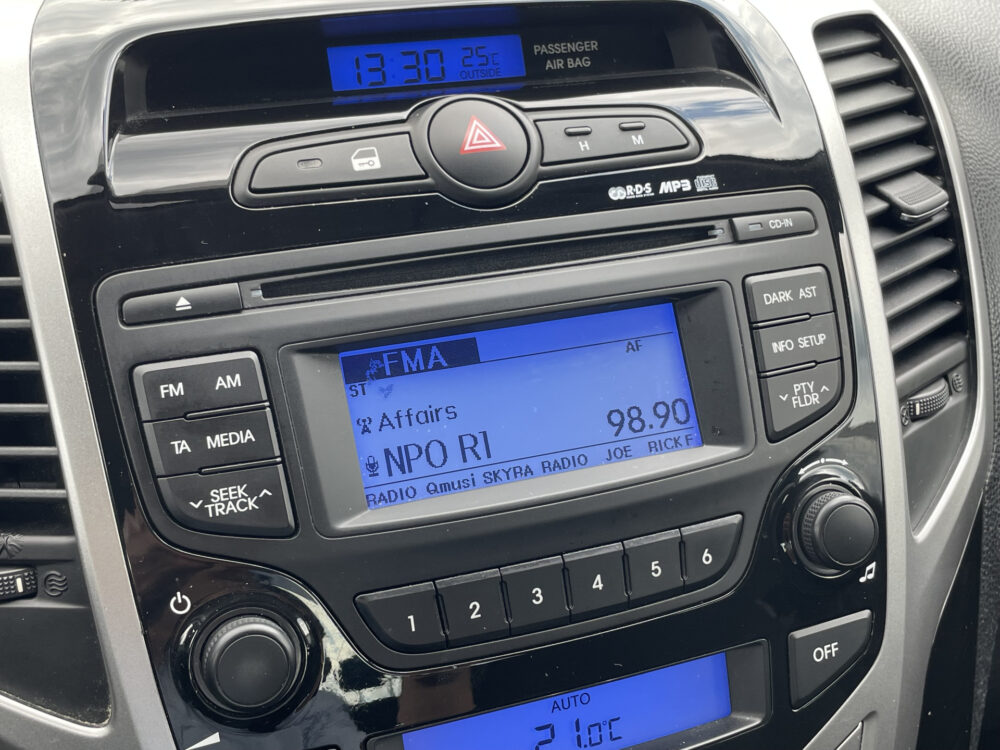 13:30 25°C
OUTSIDE
PASSENGER
AIR BAG
H M
RDS MP3
CD-IN
DARK AST
INFO SETUP
PTY
FLDR
FM AM
TA MEDIA
SEEK
TRACK
FMA
AF
ST
Affairs
NPO R1 98.90
RADIO Qmusi SKYRA RADIO JOE RICKF
1 2 3 4 5 6
OFF
AUTO
21.0°C